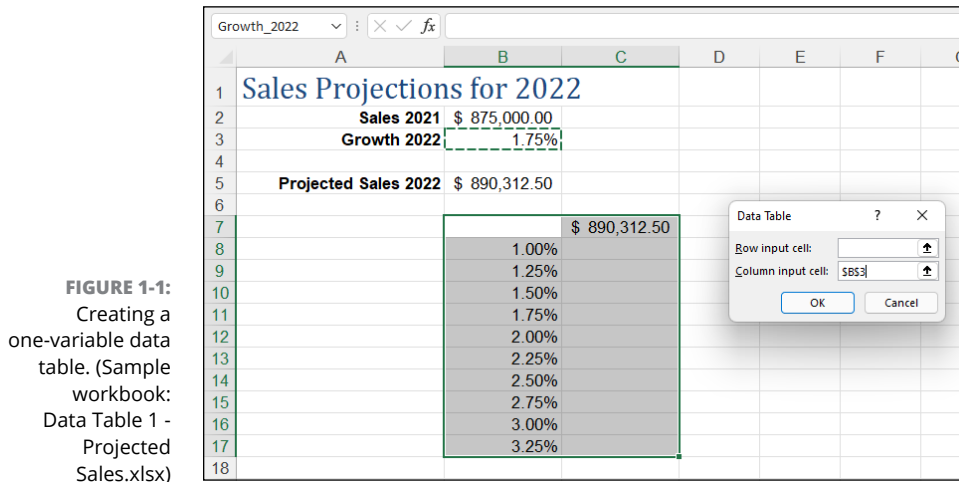 Growth_2022
fx
A B C D E F
1 Sales Projections for 2022
2 Sales 2021 $ 875,000.00
3 Growth 2022 1.75%
4
5 Projected Sales 2022 $ 890,312.50
6
7 $ 890,312.50
8 1.00%
9 1.25%
10 1.50%
11 1.75%
12 2.00%
13 2.25%
14 2.50%
15 2.75%
16 3.00%
17 3.25%
18
Data Table ?
Row input cell:
Column input cell: $B$3
OK Cancel
FIGURE 1-1:
Creating a
one-variable data
table. (Sample
workbook:
Data Table 1 -
Projected
Sales.xlsx)